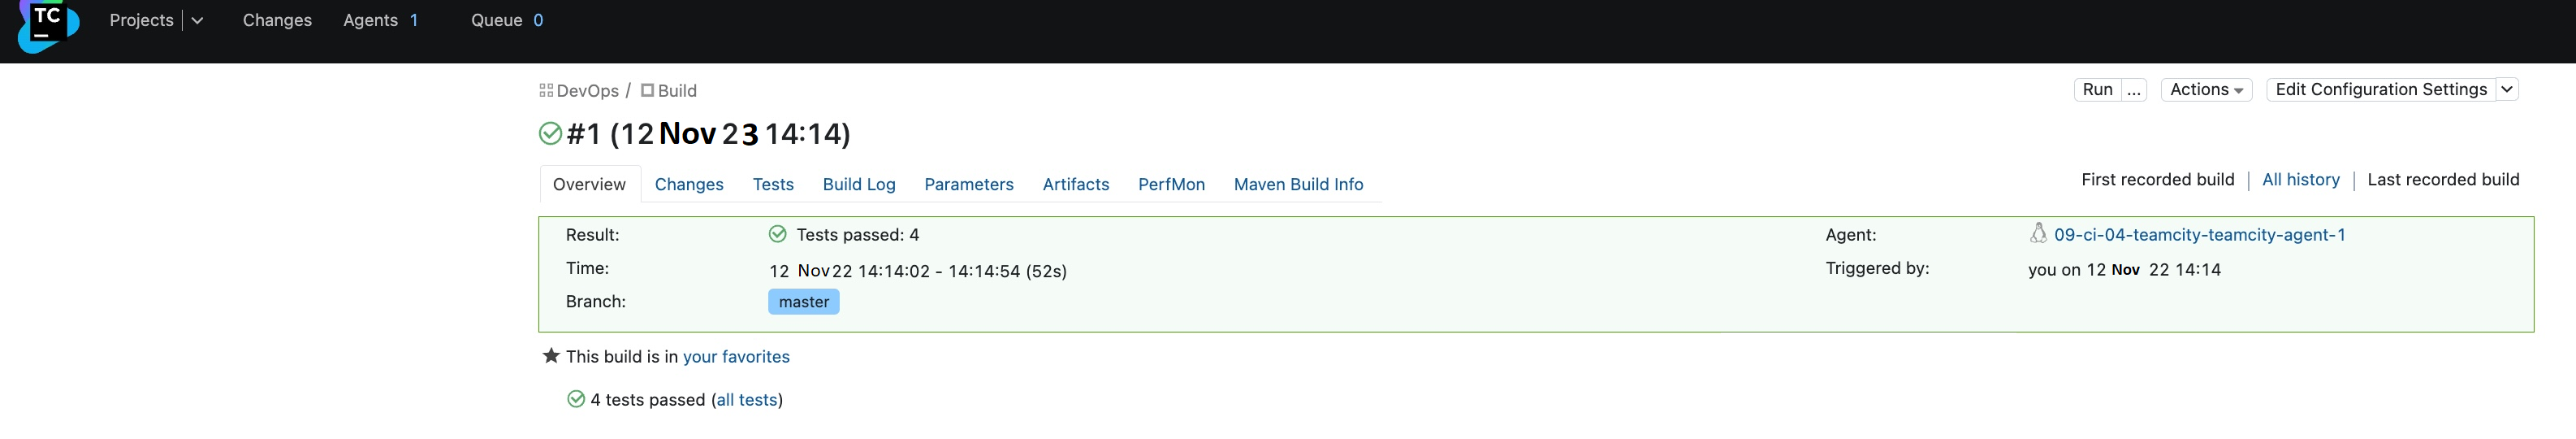 TC
Projects Changes Agents 1 Queue 0
DevOps / Build
Run ... Actions Edit Configuration Settings
#1 (12 Nov 23 14:14)
Overview Changes Tests Build Log Parameters Artifacts PerfMon Maven Build Info
First recorded build | All history | Last recorded build
Result: Tests passed: 4
Agent: 09-ci-04-teamcity-teamcity-agent-1
Time: 12 Nov 22 14:14:02 - 14:14:54 (52s)
Triggered by: you on 12 Nov 22 14:14
Branch: master
This build is in your favorites
4 tests passed (all tests)